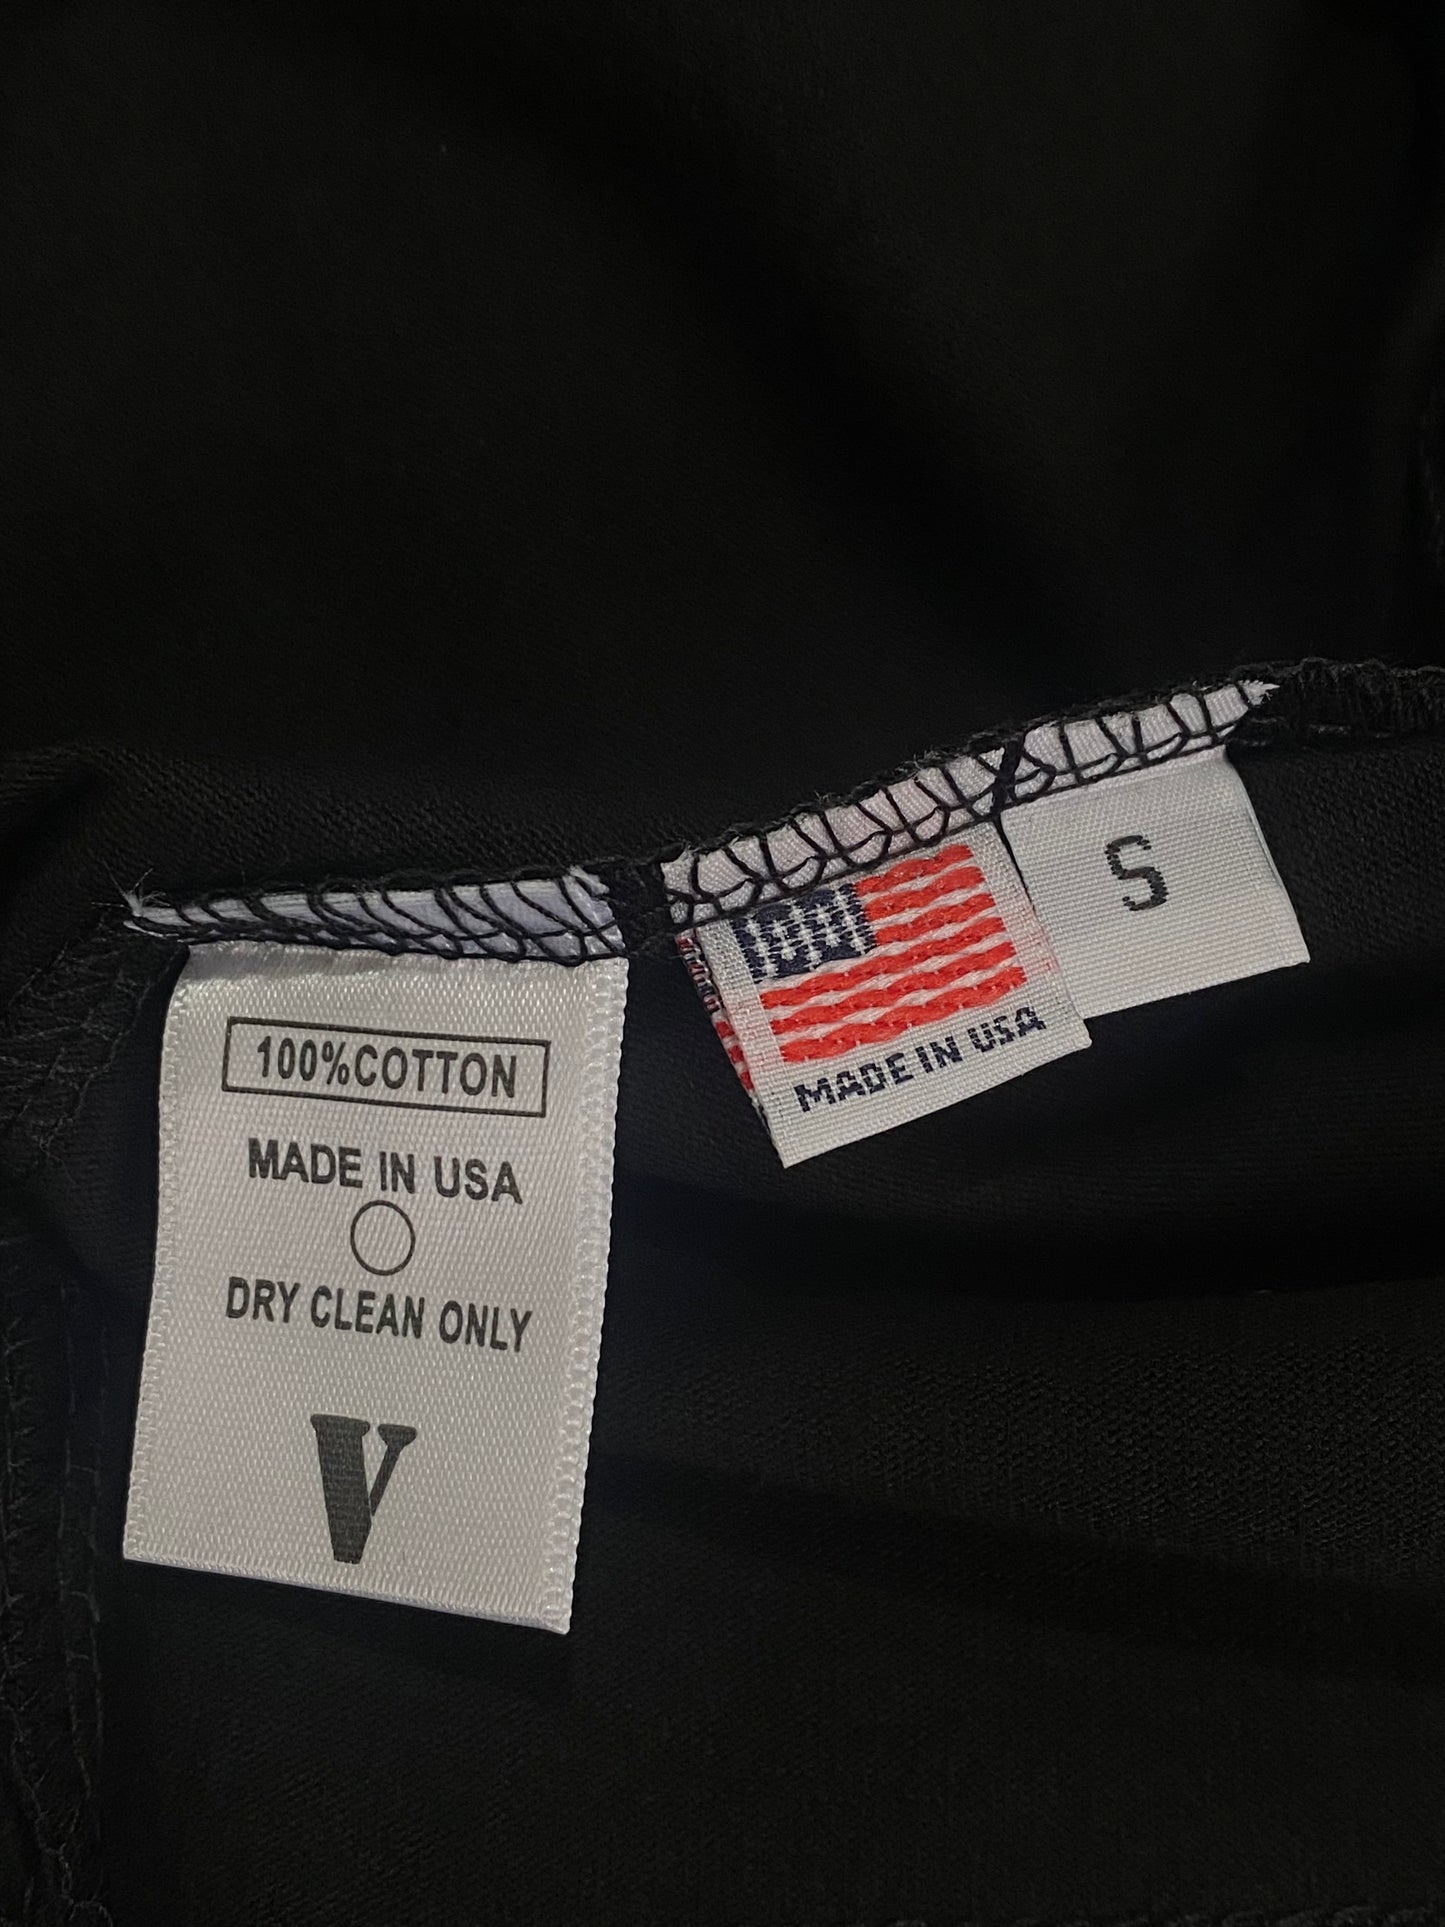 100%COTTON
MADE IN USA
DRY CLEAN ONLY
V
MADE IN USA
S